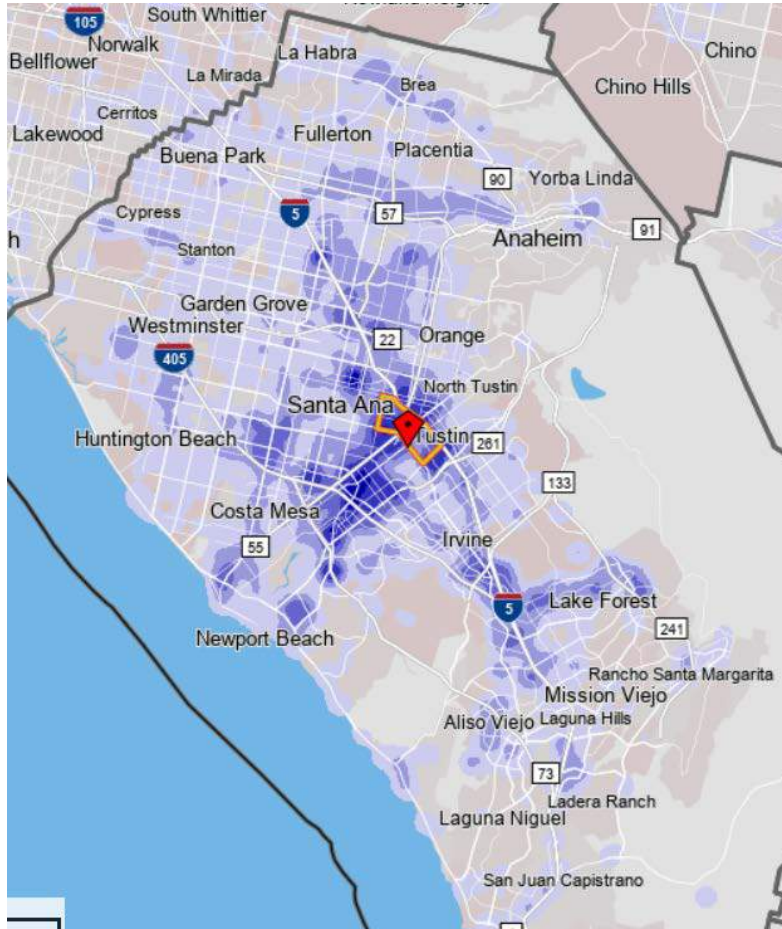 South Whittier
105
Norwalk
La Habra
Bellflower
La Mirada
Brea
Chino
Chino Hills
Cerritos
Lakewood
Fullerton
Buena Park
Placentia
90
Yorba Linda
Cypress
5
57
Anaheim
91
h
Stanton
Garden Grove
Westminster
22
Orange
405
North Tustin
Santa Ana
Huntington Beach
Tustin
261
133
Costa Mesa
55
Irvine
5
Lake Forest
Newport Beach
241
Rancho Santa Margarita
Mission Viejo
Aliso Viejo
Laguna Hills
73
Ladera Ranch
Laguna Niguel
San Juan Capistrano